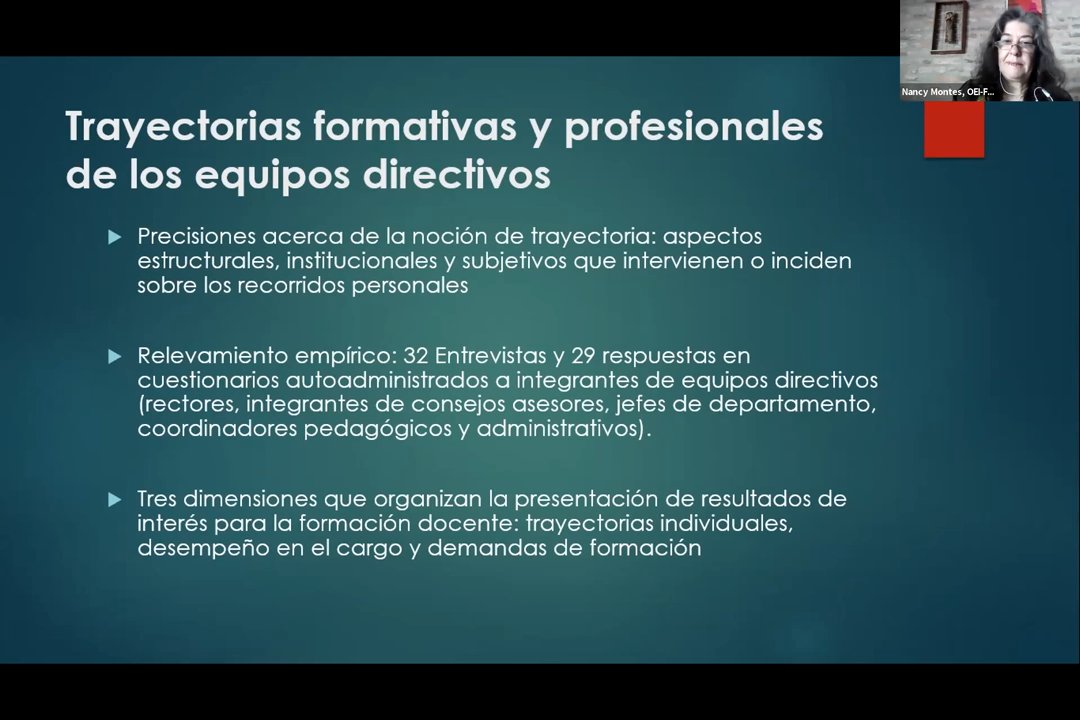 Nancy Montes, OEI-F...
Trayectorias formativas y profesionales
de los equipos directivos
Precisiones acerca de la noción de trayectoria: aspectos
estructurales, institucionales y subjetivos que intervienen o inciden
sobre los recorridos personales
Relevamiento empírico: 32 Entrevistas y 29 respuestas en
cuestionarios autoadministrados a integrantes de equipos directivos
(rectores, integrantes de consejos asesores, jefes de departamento,
coordinadores pedagógicos y administrativos).
Tres dimensiones que organizan la presentación de resultados de
interés para la formación docente: trayectorias individuales,
desempeño en el cargo y demandas de formación